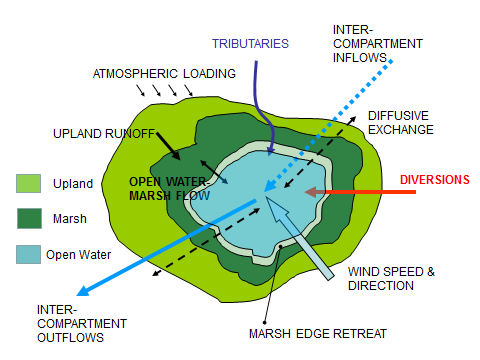 TRIBUTARIES
INTER-
COMPARTMENT
INFLOWS
ATMOSPHERIC LOADING
DIFFUSIVE
EXCHANGE
UPLAND RUNOFF
OPEN WATER-
MARSH FLOW
DIVERSIONS
Upland
Marsh
Open Water
WIND SPEED &
DIRECTION
INTER-
COMPARTMENT
OUTFLOWS
MARSH EDGE RETREAT